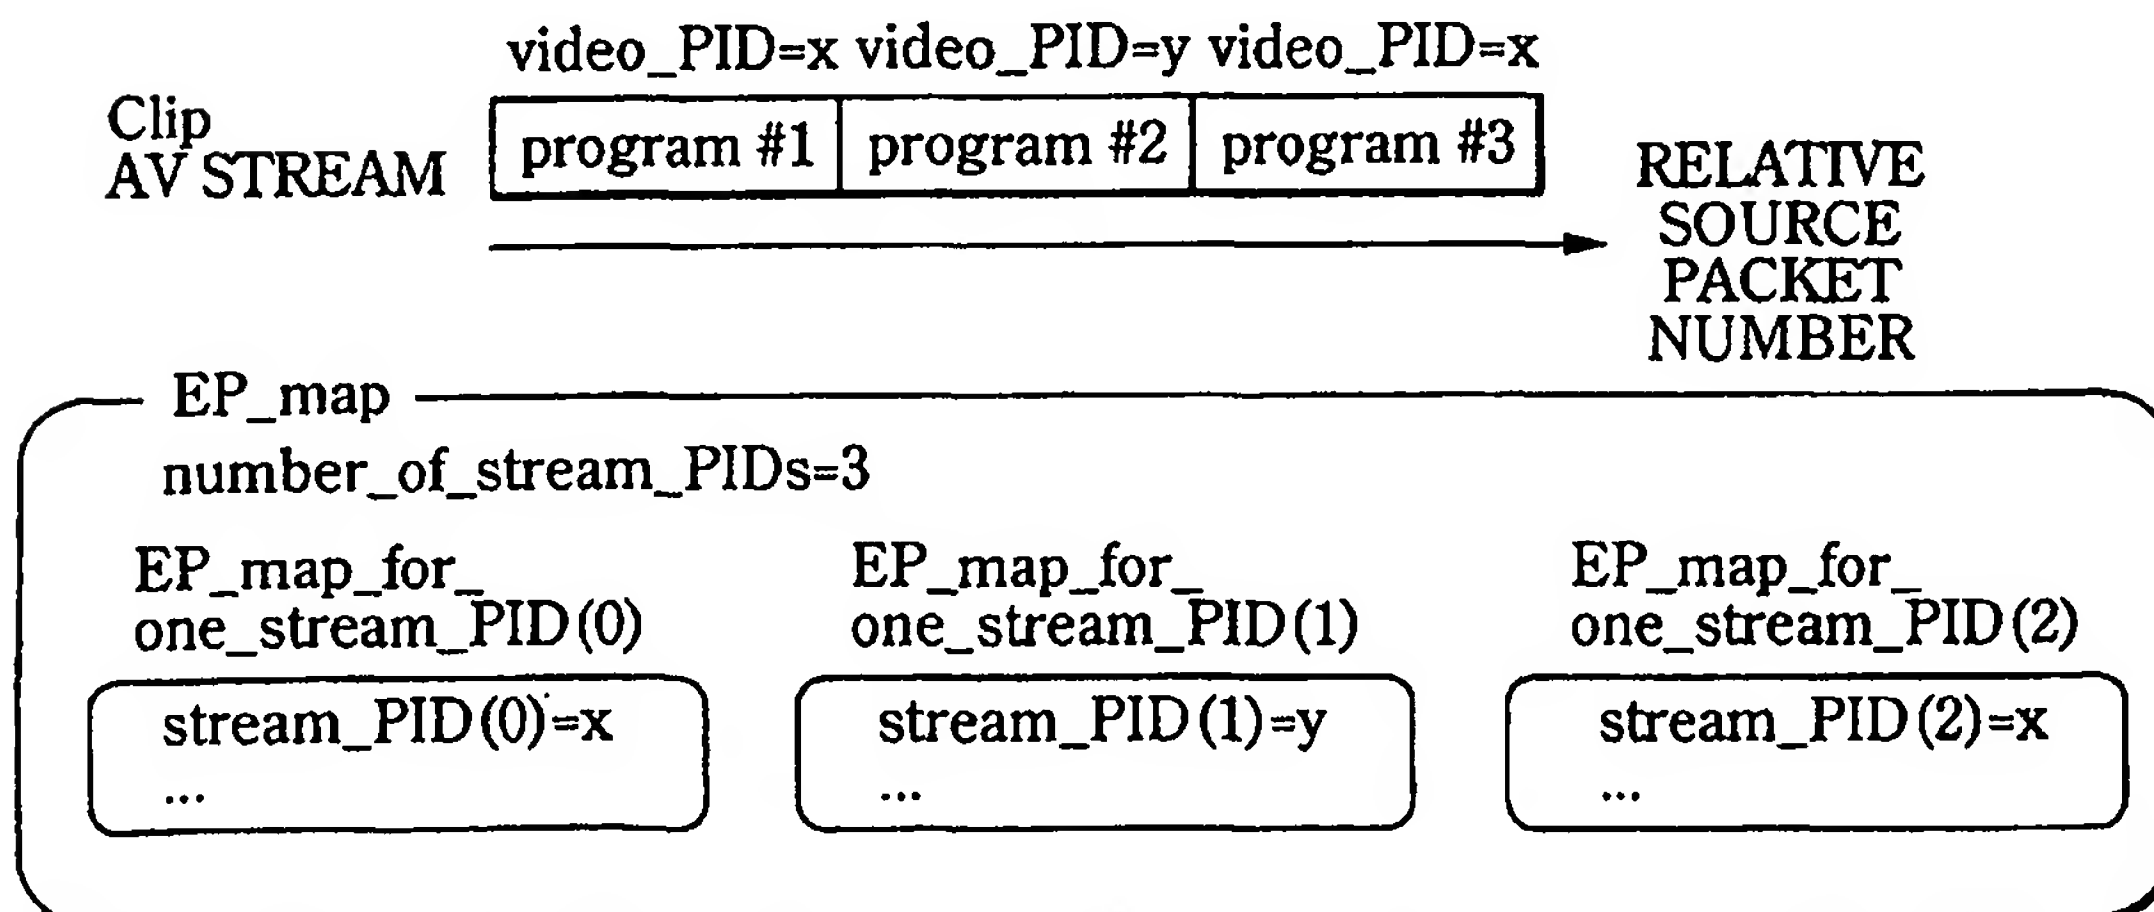 video_PID=x video_PID=y video_PID=x
Clip
AV STREAM
program #1 program #2 program #3
RELATIVE
SOURCE
PACKET
NUMBER
EP_map
number_of_stream_PIDs=3
EP_map_for_
one_stream_PID(0)
stream_PID(0)=x
...
EP_map_for_
one_stream_PID(1)
stream_PID(1)=y
...
EP_map_for_
one_stream_PID(2)
stream_PID(2)=x
...